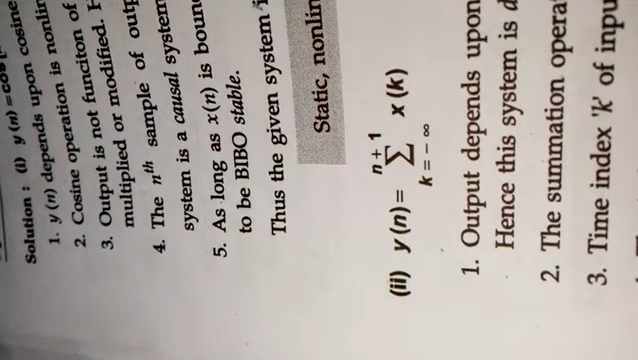 Solution : (i) y (n) = cos [
1. y (n) depends upon cosine
2. Cosine operation is nonlin
3. Output is not funciton of
multiplied or modified. H
4. The nth sample of outp
system is a causal system
5. As long as x(n) is boun
to be BIBO stable.
Thus the given system i
Static, nonlin
(ii) y (n) = n + 1 Σ k = – ∞ x (k)
1. Output depends upon
Hence this system is d
2. The summation opera
3. Time index 'k' of inpu